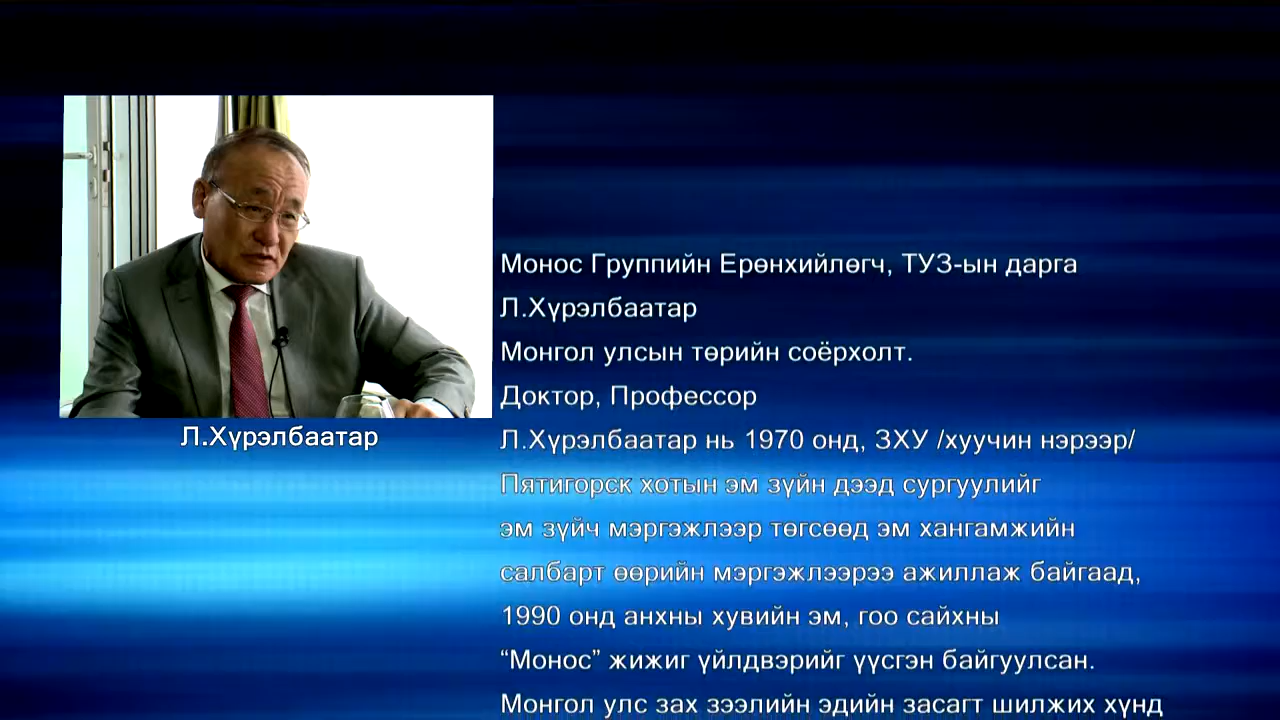 Монос Группийн Ерөнхийлөгч, ТУЗ-ын дарга
Л.Хүрэлбаатар
Монгол улсын төрийн соёрхолт.
Доктор, Профессор
Л.Хүрэлбаатар нь 1970 онд, ЗХУ /хуучин нэрээр/
Пятигорск хотын эм зүйн дээд сургуулийг
эм зүйч мэргэжлээр төгсөөд эм хангамжийн
салбарт өөрийн мэргэжлээрээ ажиллаж байгаад,
1990 онд анхны хувийн эм, гоо сайхны
“Монос” жижиг үйлдвэрийг үүсгэн байгуулсан.
Монгол улс зах зээлийн эдийн засагт шилжих хүнд
Л.Хүрэлбаатар